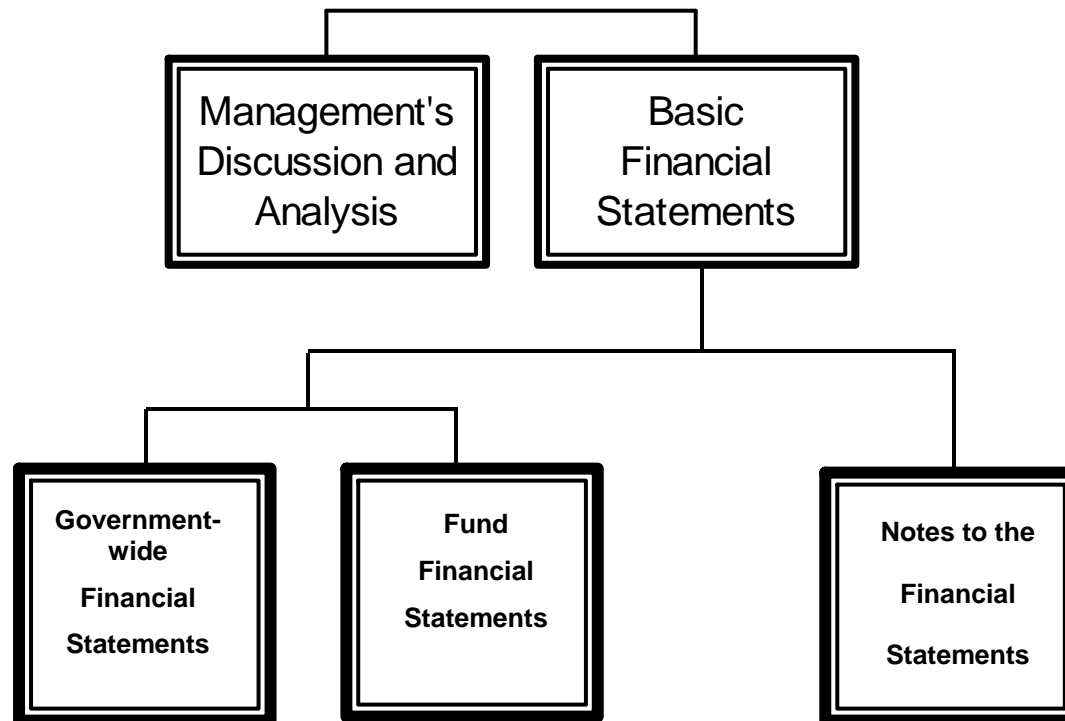 Management's
Discussion and
Analysis
Basic
Financial
Statements
Government-
wide
Financial
Statements
Fund
Financial
Statements
Notes to the
Financial
Statements